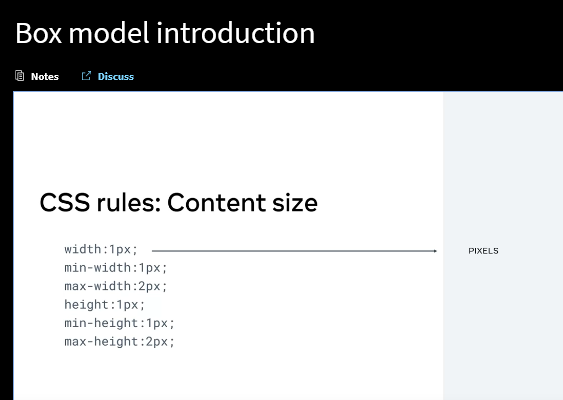 Box model introduction
Notes Discuss
CSS rules: Content size
width:1px; PIXELS
min-width:1px;
max-width:2px;
height:1px;
min-height:1px;
max-height:2px;